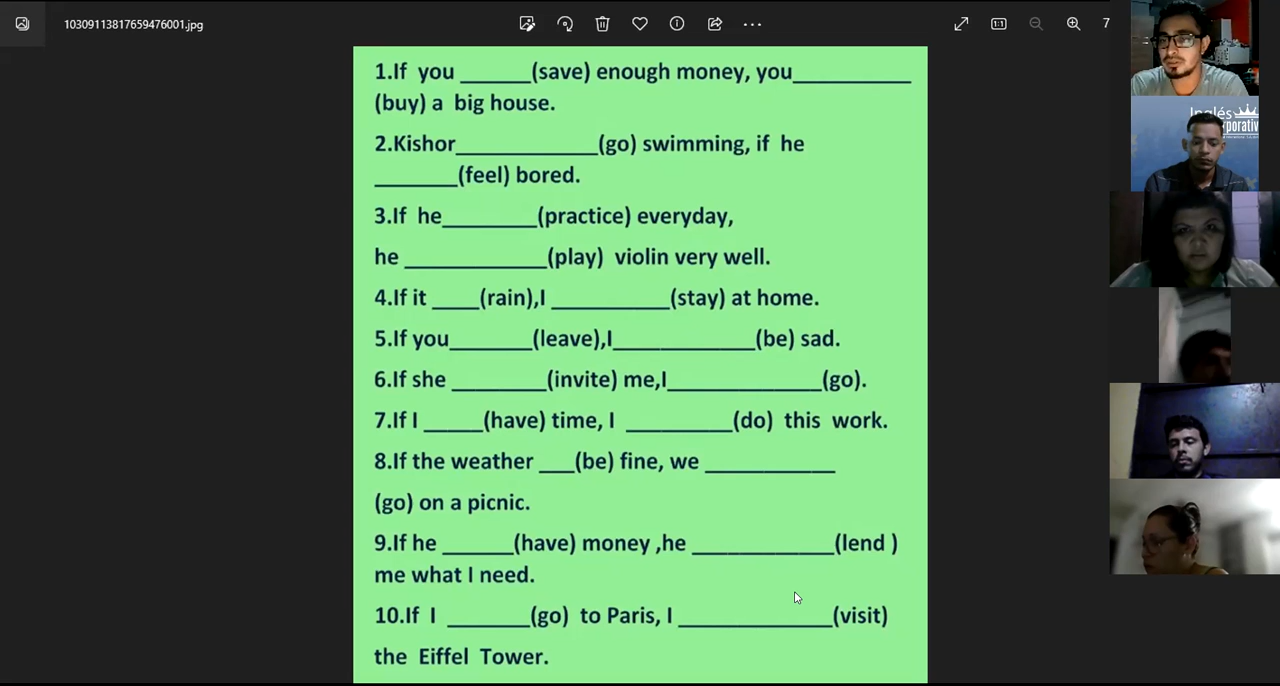 10309113817659476001.jpg
7
1.If you ______(save) enough money, you__________
(buy) a big house.
2.Kishor____________(go) swimming, if he
_______(feel) bored.
3.If he________(practice) everyday,
he ____________(play) violin very well.
4.If it ____(rain),I __________(stay) at home.
5.If you_______(leave),I____________(be) sad.
6.If she ________(invite) me,I_____________(go).
7.If I _____(have) time, I _________(do) this work.
8.If the weather ___(be) fine, we ___________
(go) on a picnic.
9.If he ______(have) money ,he ____________(lend )
me what I need.
10.If I _______(go) to Paris, I _____________(visit)
the Eiffel Tower.
Inglés